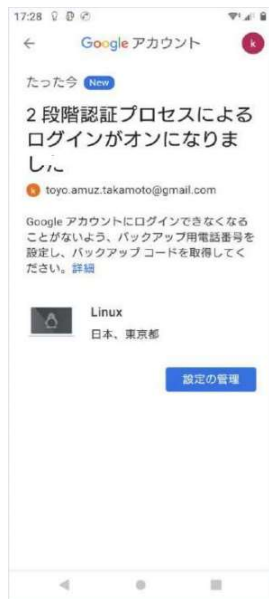 17:28
Google アカウント
k
たった今 New
2 段階認証プロセスによる
ログインがオンになりま
した
k toyo.amuz.takamoto@gmail.com
Google アカウントにログインできなくなる
ことがないよう、バックアップ用電話番号を
設定し、バックアップ コードを取得してく
ださい。詳細
Linux
日本、東京都
設定の管理